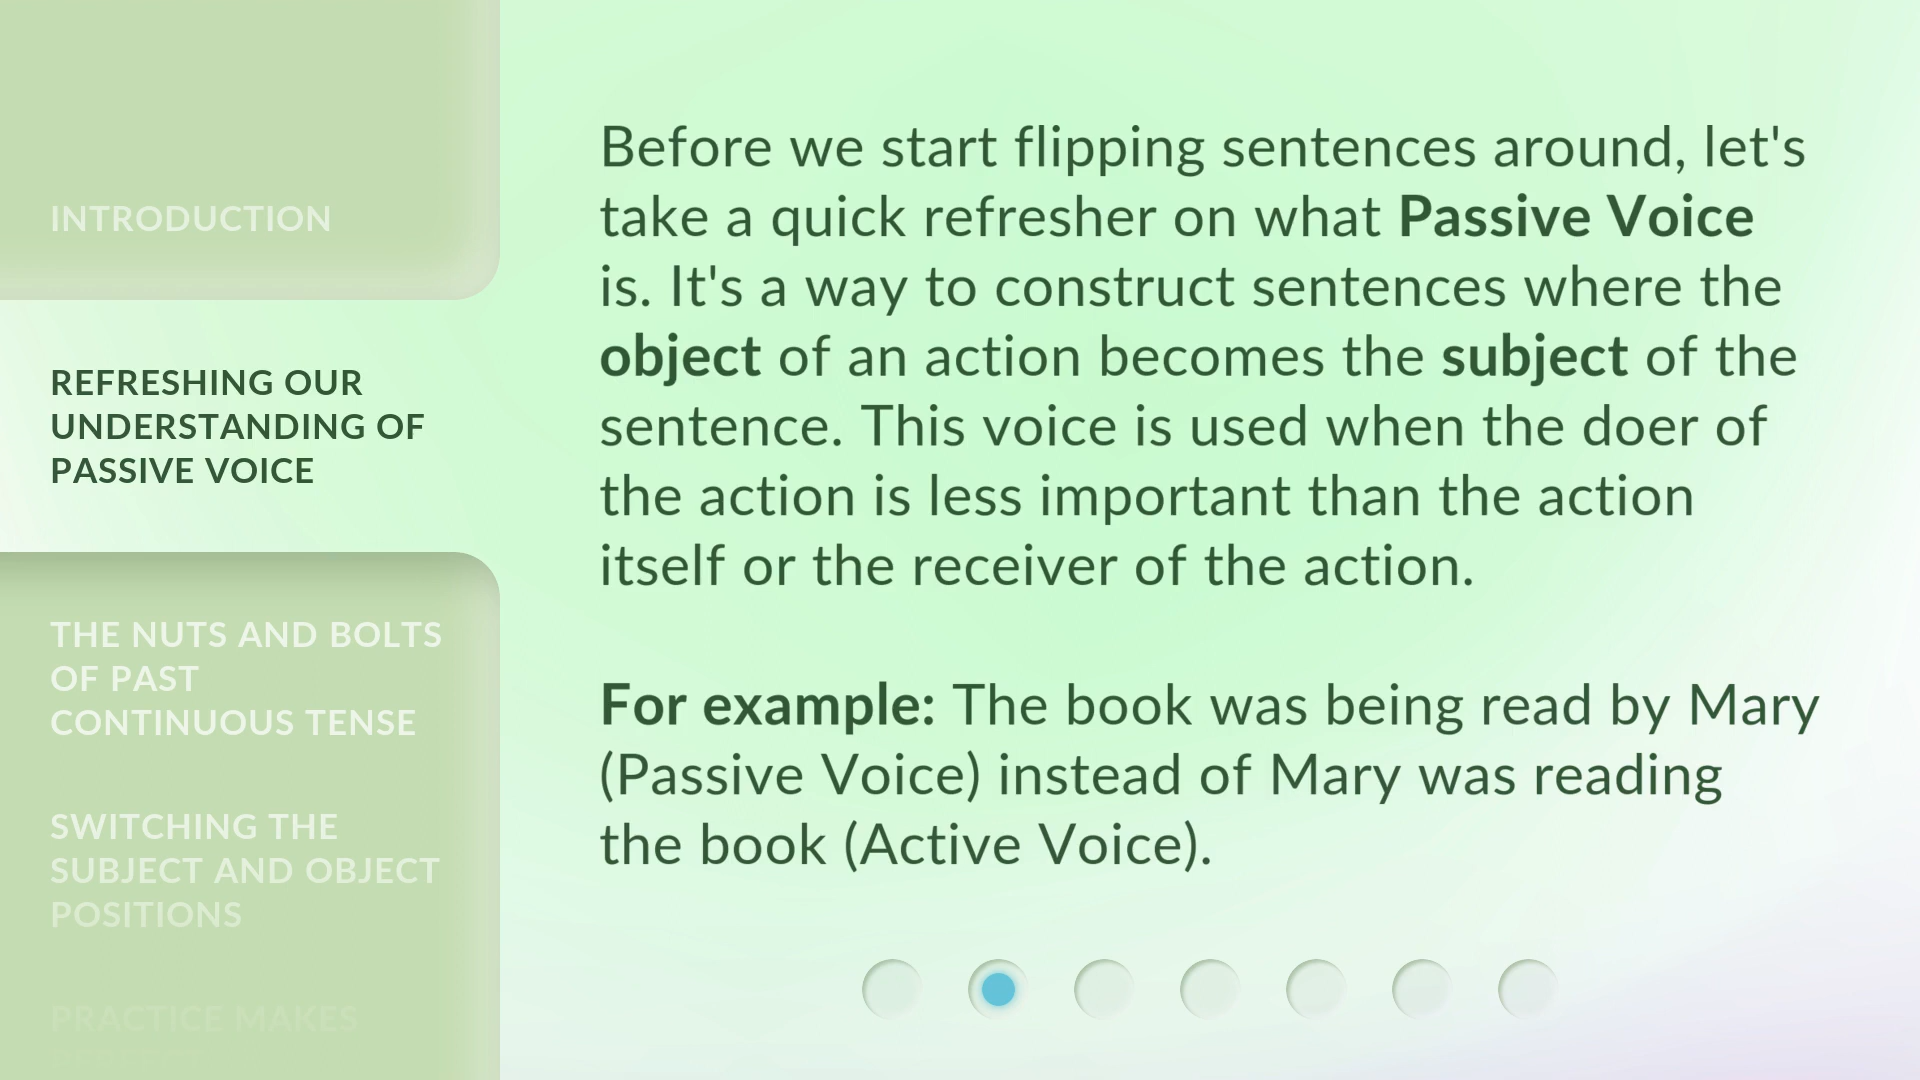 INTRODUCTION
REFRESHING OUR
UNDERSTANDING OF
PASSIVE VOICE
THE NUTS AND BOLTS
OF PAST
CONTINUOUS TENSE
SWITCHING THE
SUBJECT AND OBJECT
POSITIONS
PRACTICE MAKES
Before we start flipping sentences around, let's
take a quick refresher on what Passive Voice
is. It's a way to construct sentences where the
object of an action becomes the subject of the
sentence. This voice is used when the doer of
the action is less important than the action
itself or the receiver of the action.
For example: The book was being read by Mary
(Passive Voice) instead of Mary was reading
the book (Active Voice).